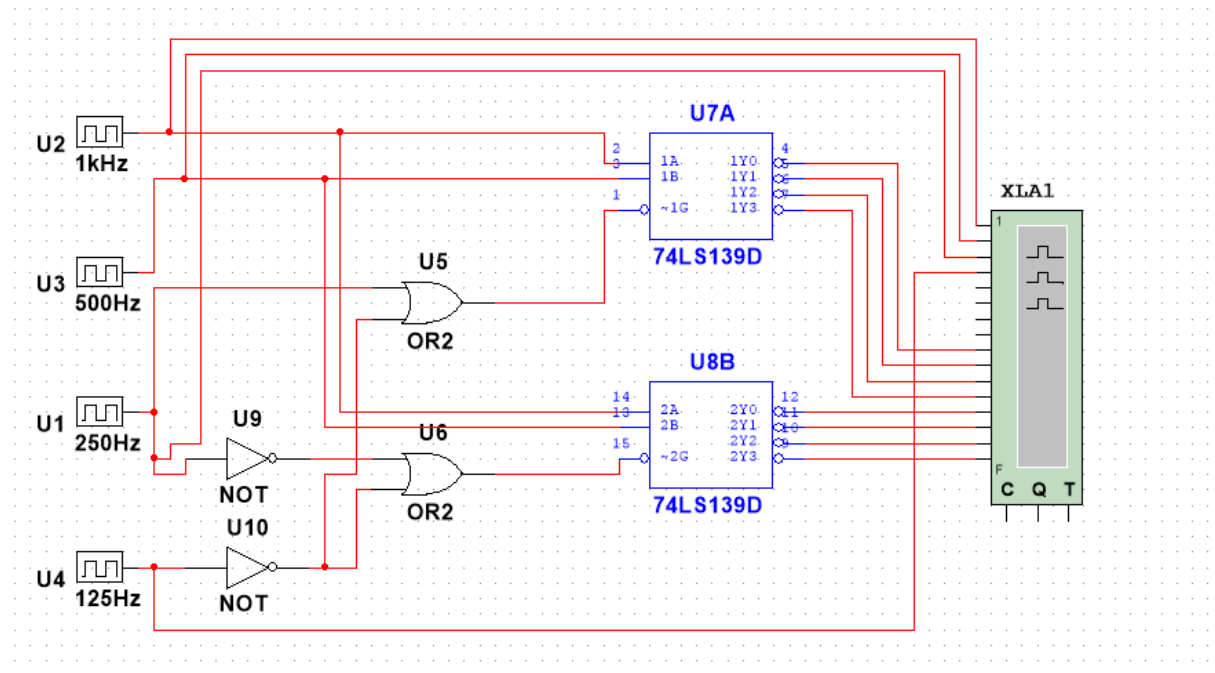 U2
1kHz
U3
500Hz
U1
250Hz
U4
125Hz
U9
NOT
U10
NOT
U5
OR2
U6
OR2
U7A
2
3
1
1A
1B
~1G
1Y0
1Y1
1Y2
1Y3
4
5
6
7
74LS139D
U8B
14
13
15
2A
2B
~2G
2Y0
2Y1
2Y2
2Y3
12
11
10
9
74LS139D
XLA1
1
F
C Q T